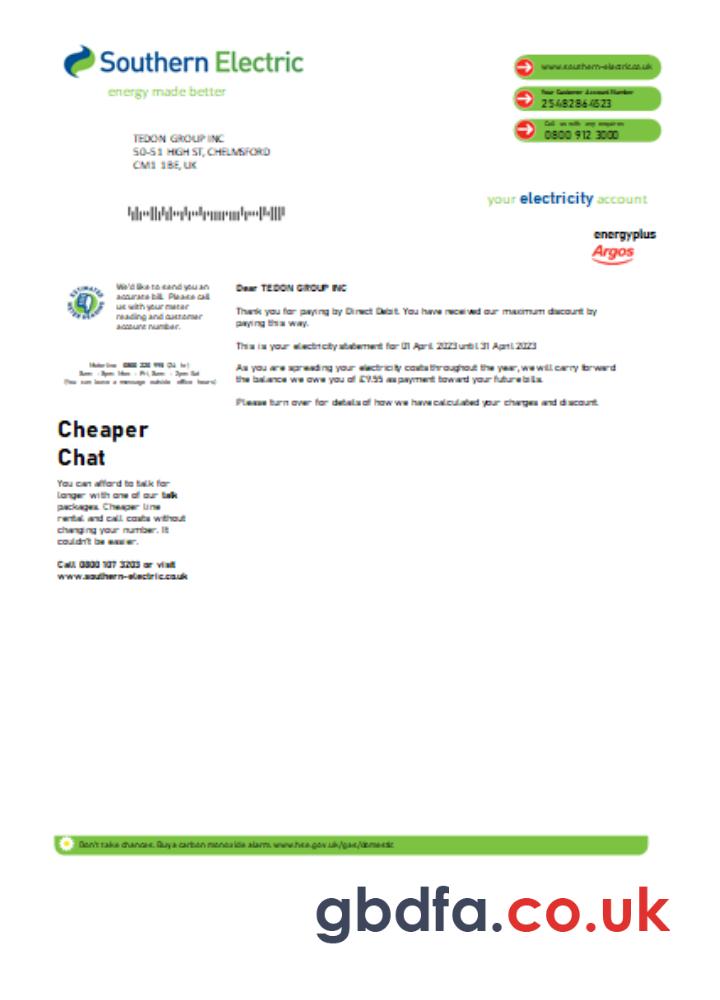 Southern Electric
energy made better
www.southern-electric.co.uk
Your Customer Account Number
25482864523
Call us with any enquiries
0800 912 3000
TEDON GROUP INC
50-51 HIGH ST, CHELMSFORD
CM1 1BE, UK
your electricity account
energyplus
Argos
ESTIMATED METER READING
We'd like to send you an
accurate bill. Please call
us with your meter
reading and customer
account number.
Meterline 0800 220 998 (24 hr)
8am - 8pm Mon - Fri, 8am - 2pm Sat
(You can leave a message outside office hours)
Dear TEDON GROUP INC
Thank you for paying by Direct Debit. You have received our maximum discount by
paying this way.
This is your electricity statement for 01 April 2023 until 31 April 2023
As you are spreading your electricity costs throughout the year, we will carry forward
the balance we owe you of £9.55 as payment toward your future bills.
Please turn over for details of how we have calculated your charges and discount.
Cheaper
Chat
You can afford to talk for
longer with one of our talk
packages. Cheaper line
rental and call costs without
changing your number. It
couldn't be easier.
Call 0800 107 3203 or visit
www.southern-electric.co.uk
Don't take chances. Buy a carbon monoxide alarm. www.hse.gov.uk/gas/domestic
gbdfa.co.uk